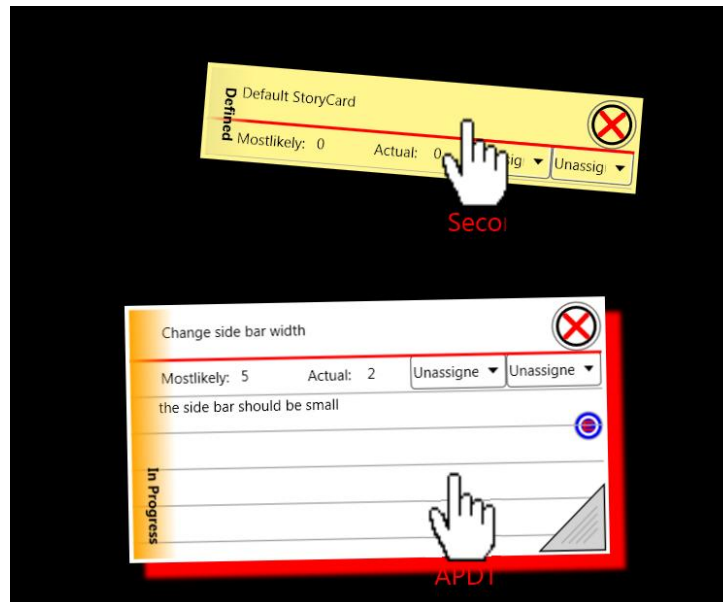 Default StoryCard
Defined
Mostlikely: 0 Actual: 0 Unassig
Seco
Change side bar width
Mostlikely: 5 Actual: 2 Unassigne Unassigne
the side bar should be small
In Progress
APDT